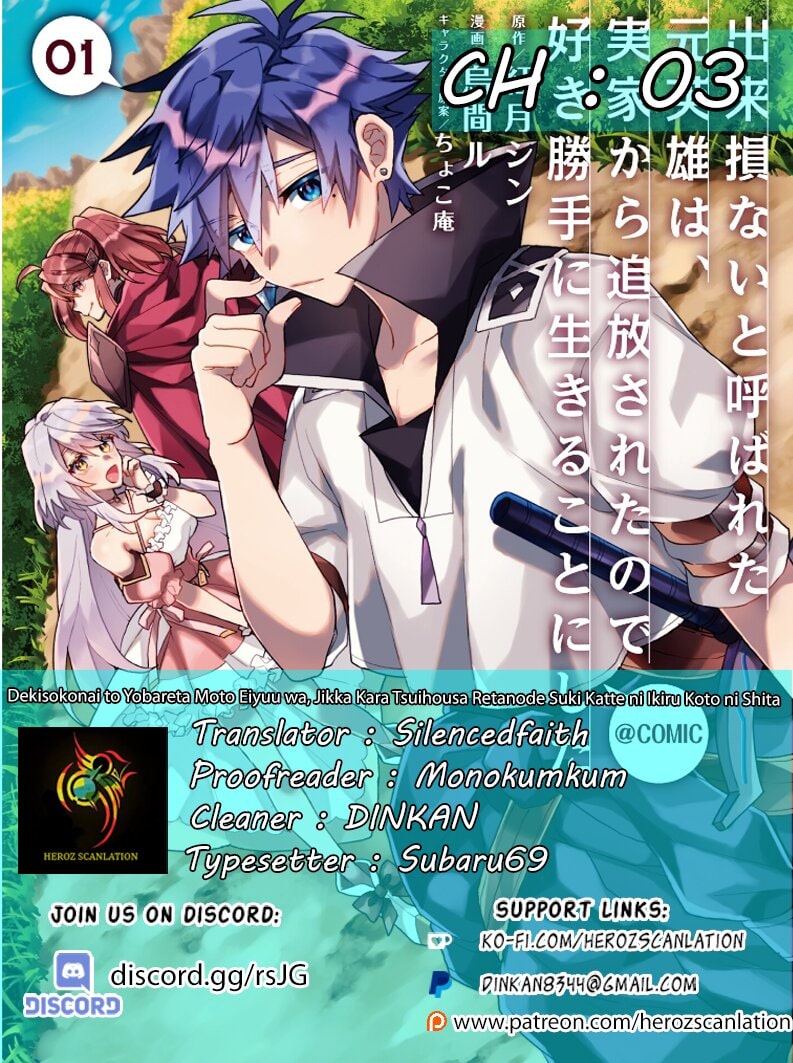 01
CH : 03
出来損ないと呼ばれた
元英雄は、
実家から追放されたので
好き勝手に生きることにし
原作 月シン
漫画 烏間ル
キャラクター原案 ちょこ庵
Dekisokonai to Yobareta Moto Eiyuu wa, Jikka Kara Tsuihousa Retanode Suki Katte ni Ikiru Koto ni Shita
@COMIC
Translator : Silencedfaith
Proofreader : Monokumkum
Cleaner : DINKAN
Typesetter : Subaru69
HEROZ SCANLATION
JOIN US ON DISCORD:
discord.gg/rsJG
DISCORD
SUPPORT LINKS:
KO-FI.COM/HEROZSCANLATION
DINKAN8344@GMAIL.COM
www.patreon.com/herozscanlation